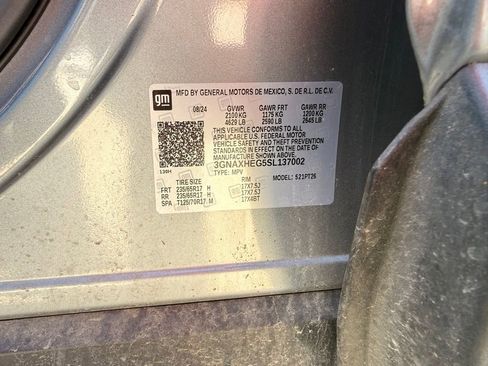 gm
MFD BY GENERAL MOTORS DE MEXICO, S. DE R.L. DE C.V.
08/24 GVWR GAWR FRT GAWR RR
2100 KG 1175 KG 1200 KG
4629 LB 2590 LB 2645 LB
THIS VEHICLE CONFORMS TO ALL
APPLICABLE U.S. FEDERAL MOTOR
VEHICLE SAFETY AND THEFT PREVENTION
STANDARDS IN EFFECT ON THE DATE OF
MANUFACTURE SHOWN ABOVE.
3GNAXHEG5SL137002
TYPE: MPV MODEL: 521PT26
TIRE SIZE RIM
FRT 235/65R17 H 17X7.5J
RR 235/65R17 H 17X7.5J
SPA T125/70R17 M 17X4BT